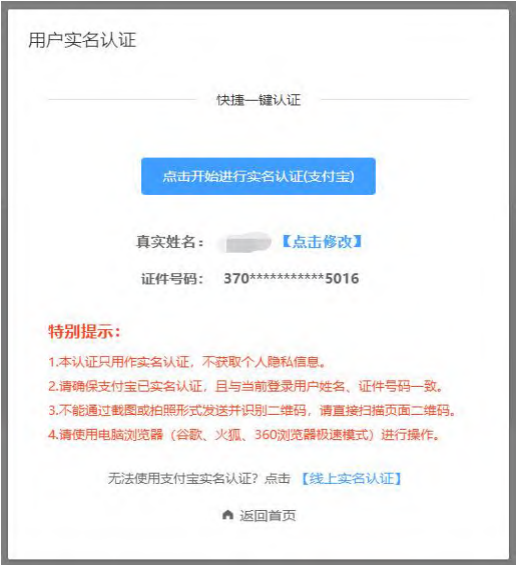 用户实名认证
快捷一键认证
点击开始进行实名认证(支付宝)
真实姓名： 【点击修改】
证件号码： 370***********5016
特别提示：
1.本认证只用作实名认证，不获取个人隐私信息。
2.请确保支付宝已实名认证，且与当前登录用户姓名、证件号码一致。
3.不能通过截图或拍照形式发送并识别二维码，请直接扫描页面二维码。
4.请使用电脑浏览器（谷歌、火狐、360浏览器极速模式）进行操作。
无法使用支付宝实名认证？点击 【线上实名认证】
返回首页